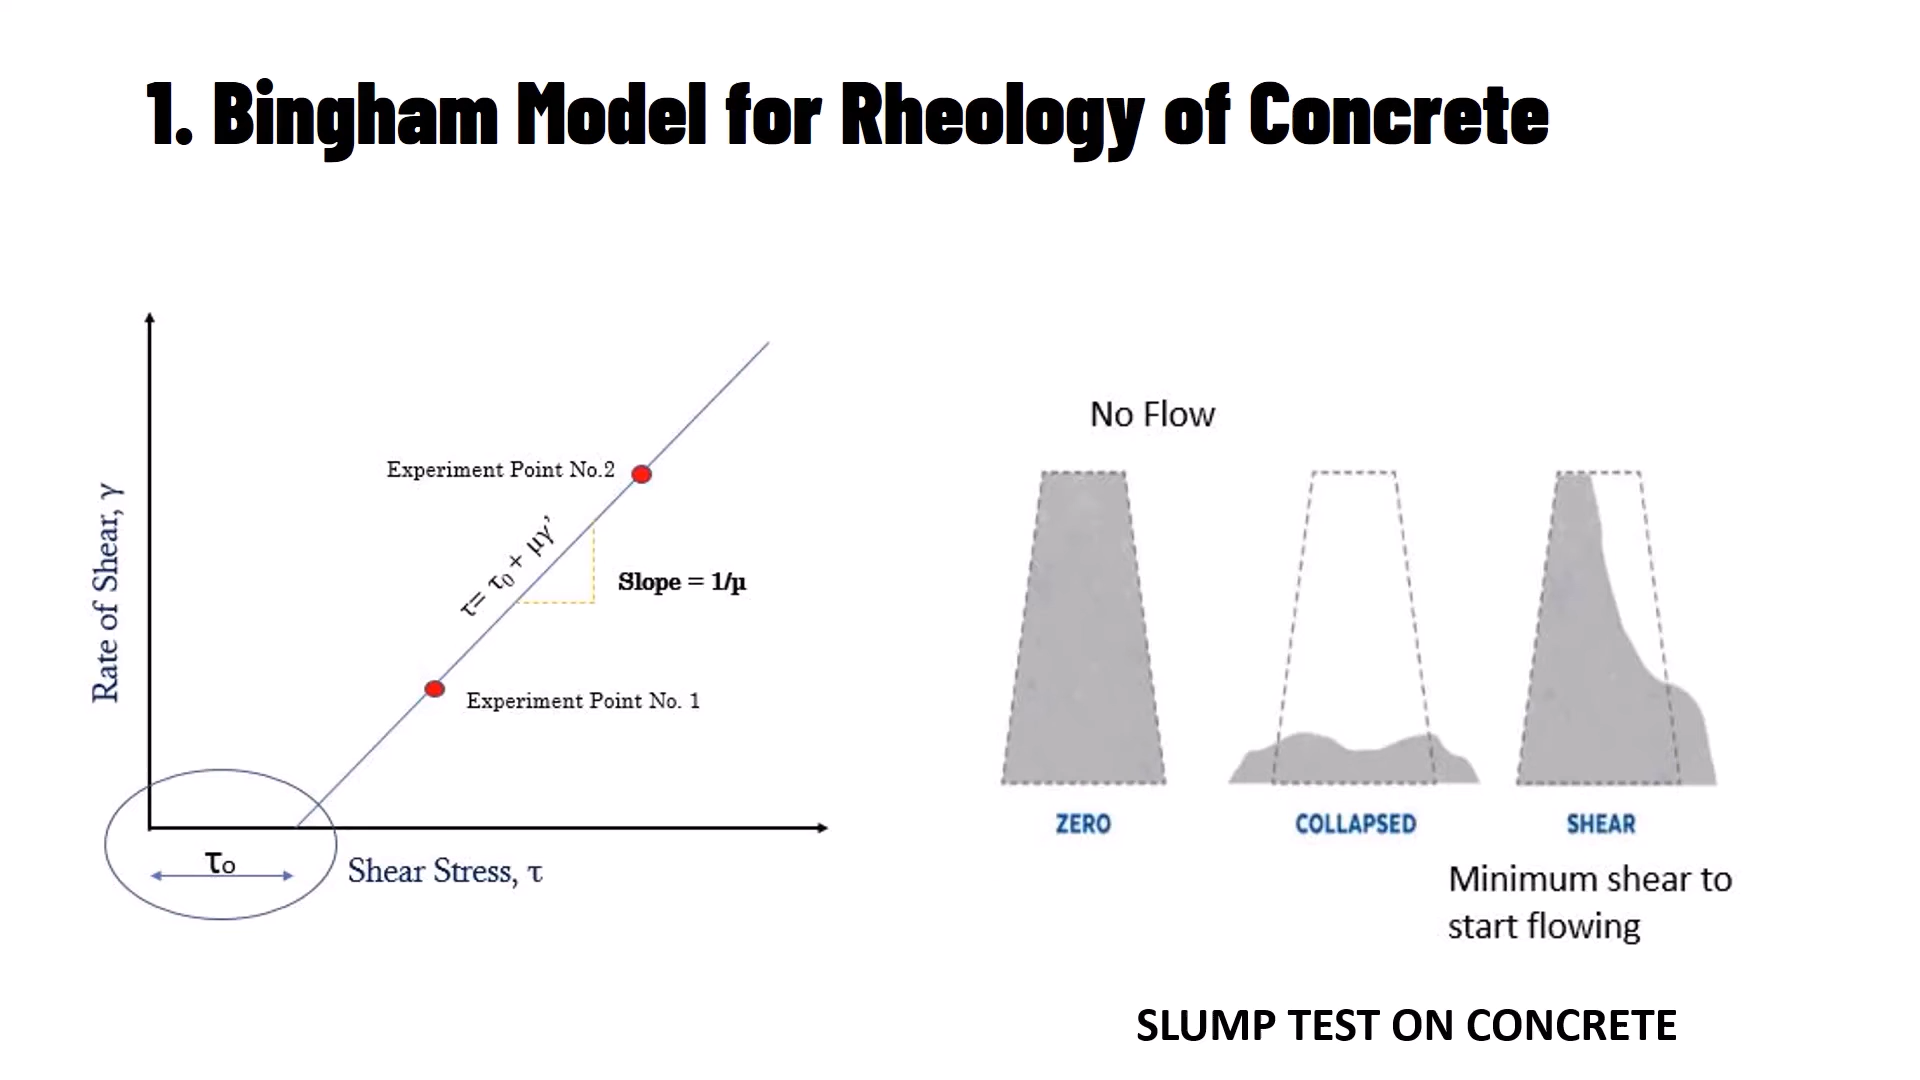 1. Bingham Model for Rheology of Concrete
Rate of Shear, γ
Experiment Point No.2
τ= τ₀ + μγ’
Slope = 1/μ
Experiment Point No. 1
τo
Shear Stress, τ
No Flow
ZERO
COLLAPSED
SHEAR
Minimum shear to
start flowing
SLUMP TEST ON CONCRETE